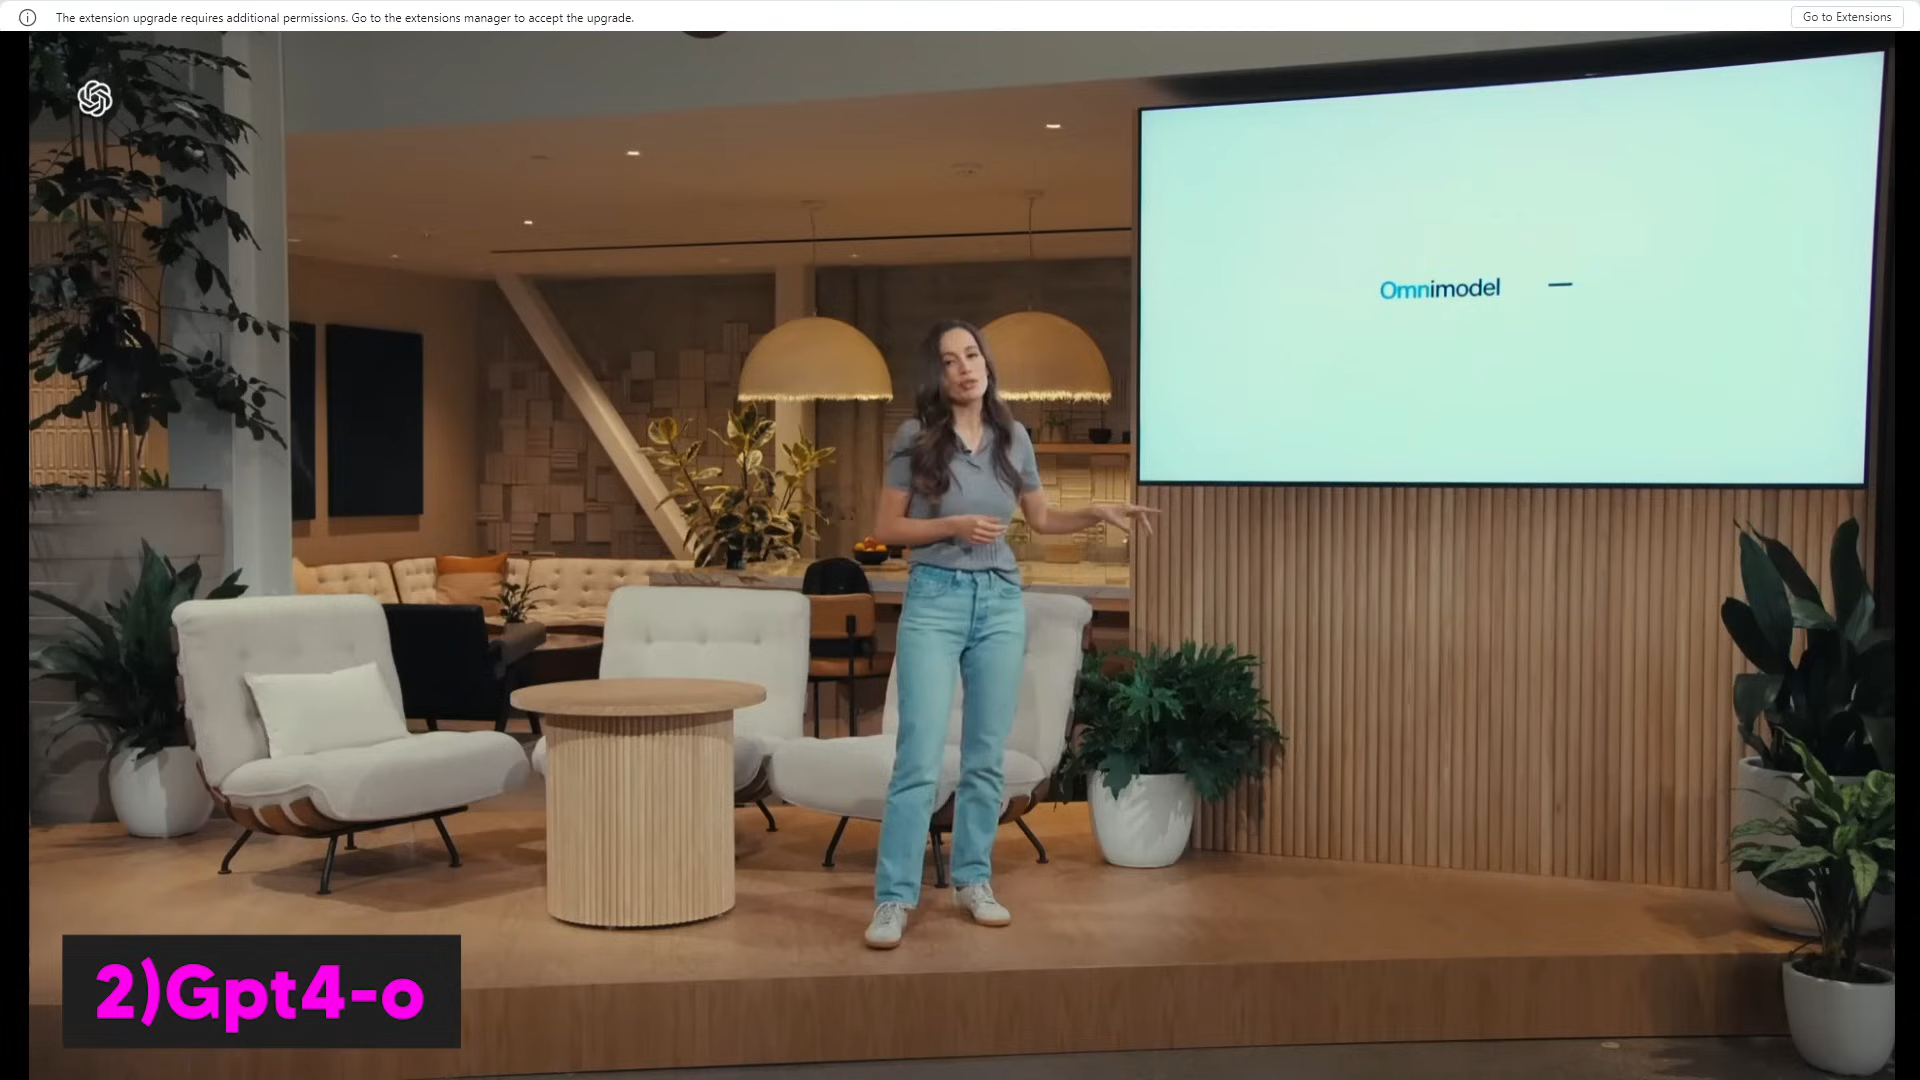 The extension upgrade requires additional permissions. Go to the extensions manager to accept the upgrade.
Go to Extensions
Omnimodel —
2)Gpt4-o